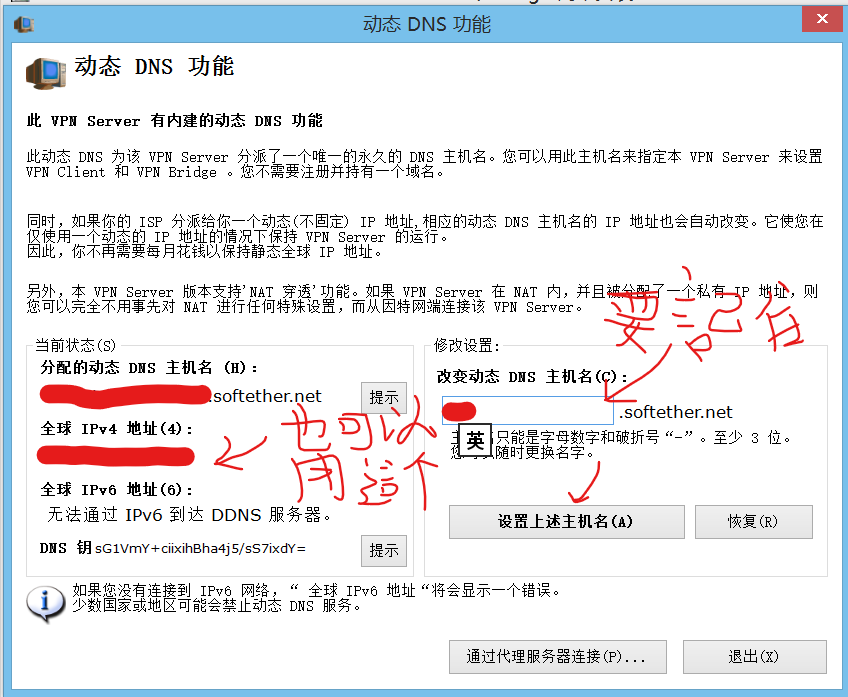 动态 DNS 功能
动态 DNS 功能
此 VPN Server 有内建的动态 DNS 功能
此动态 DNS 为该 VPN Server 分派了一个唯一的永久的 DNS 主机名。您可以用此主机名来指定本 VPN Server 来设置
VPN Client 和 VPN Bridge 。您不需要注册并持有一个域名。
同时，如果你的 ISP 分派给你一个动态(不固定) IP 地址,相应的动态 DNS 主机名的 IP 地址也会自动改变。它使您在
仅使用一个动态的 IP 地址的情况下保持 VPN Server 的运行。
因此，你不再需要每月花钱以保持静态全球 IP 地址。
另外，本 VPN Server 版本支持'NAT 穿透'功能。如果 VPN Server 在 NAT 内，并且被分配了一个私有 IP 地址，则
您可以完全不用事先对 NAT 进行任何特殊设置，而从因特网端连接该 VPN Server。
要記住
当前状态(S)
分配的动态 DNS 主机名 (H):
.softether.net
提示
全球 IPv4 地址(4):
也可以
用這个
全球 IPv6 地址(6):
无法通过 IPv6 到达 DDNS 服务器。
DNS 钥 sG1VmY+ciixihBha4j5/sS7ixdY=
提示
修改设置:
改变动态 DNS 主机名(C):
.softether.net
英
主 只能是字母数字和破折号“-”。至少 3 位。
您 随时更换名字。
设置上述主机名(A)
恢复(R)
如果您没有连接到 IPv6 网络，“ 全球 IPv6 地址“将会显示一个错误。
少数国家或地区可能会禁止动态 DNS 服务。
通过代理服务器连接(P)...
退出(X)